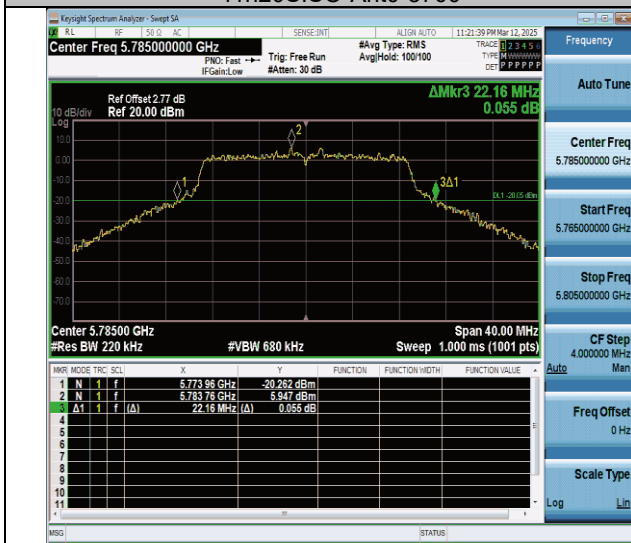 Keysight Spectrum Analyzer - Swept SA
RL RF 50 Ω AC SENSE:INT ALIGN AUTO 11:21:39 PM Mar 12, 2025
Center Freq 5.785000000 GHz
PNO: Fast
IFGain:Low
Trig: Free Run
#Atten: 30 dB
#Avg Type: RMS
Avg|Hold: 100/100
TRACE 1 2 3 4 5 6
TYPE M WWWWW
DET P P P P P P
Frequency
Auto Tune
Center Freq
5.785000000 GHz
Start Freq
5.765000000 GHz
Stop Freq
5.805000000 GHz
CF Step
4.000000 MHz
Auto Man
Freq Offset
0 Hz
Scale Type
Log Lin
Ref Offset 2.77 dB
10 dB/div Ref 20.00 dBm
ΔMkr3 22.16 MHz
0.055 dB
Log
10.0
0.00
-10.0
-20.0
-30.0
-40.0
-50.0
-60.0
-70.0
1
2
3Δ1
DL1 -20.05 dBm
Center 5.78500 GHz Span 40.00 MHz
#Res BW 220 kHz #VBW 680 kHz Sweep 1.000 ms (1001 pts)
MKR MODE TRC SCL X Y FUNCTION FUNCTION WIDTH FUNCTION VALUE
1 N 1 f 5.773 96 GHz -20.262 dBm
2 N 1 f 5.783 76 GHz 5.947 dBm
3 Δ1 1 f (Δ) 22.16 MHz (Δ) 0.055 dB
4
5
6
7
8
9
10
11
MSG STATUS